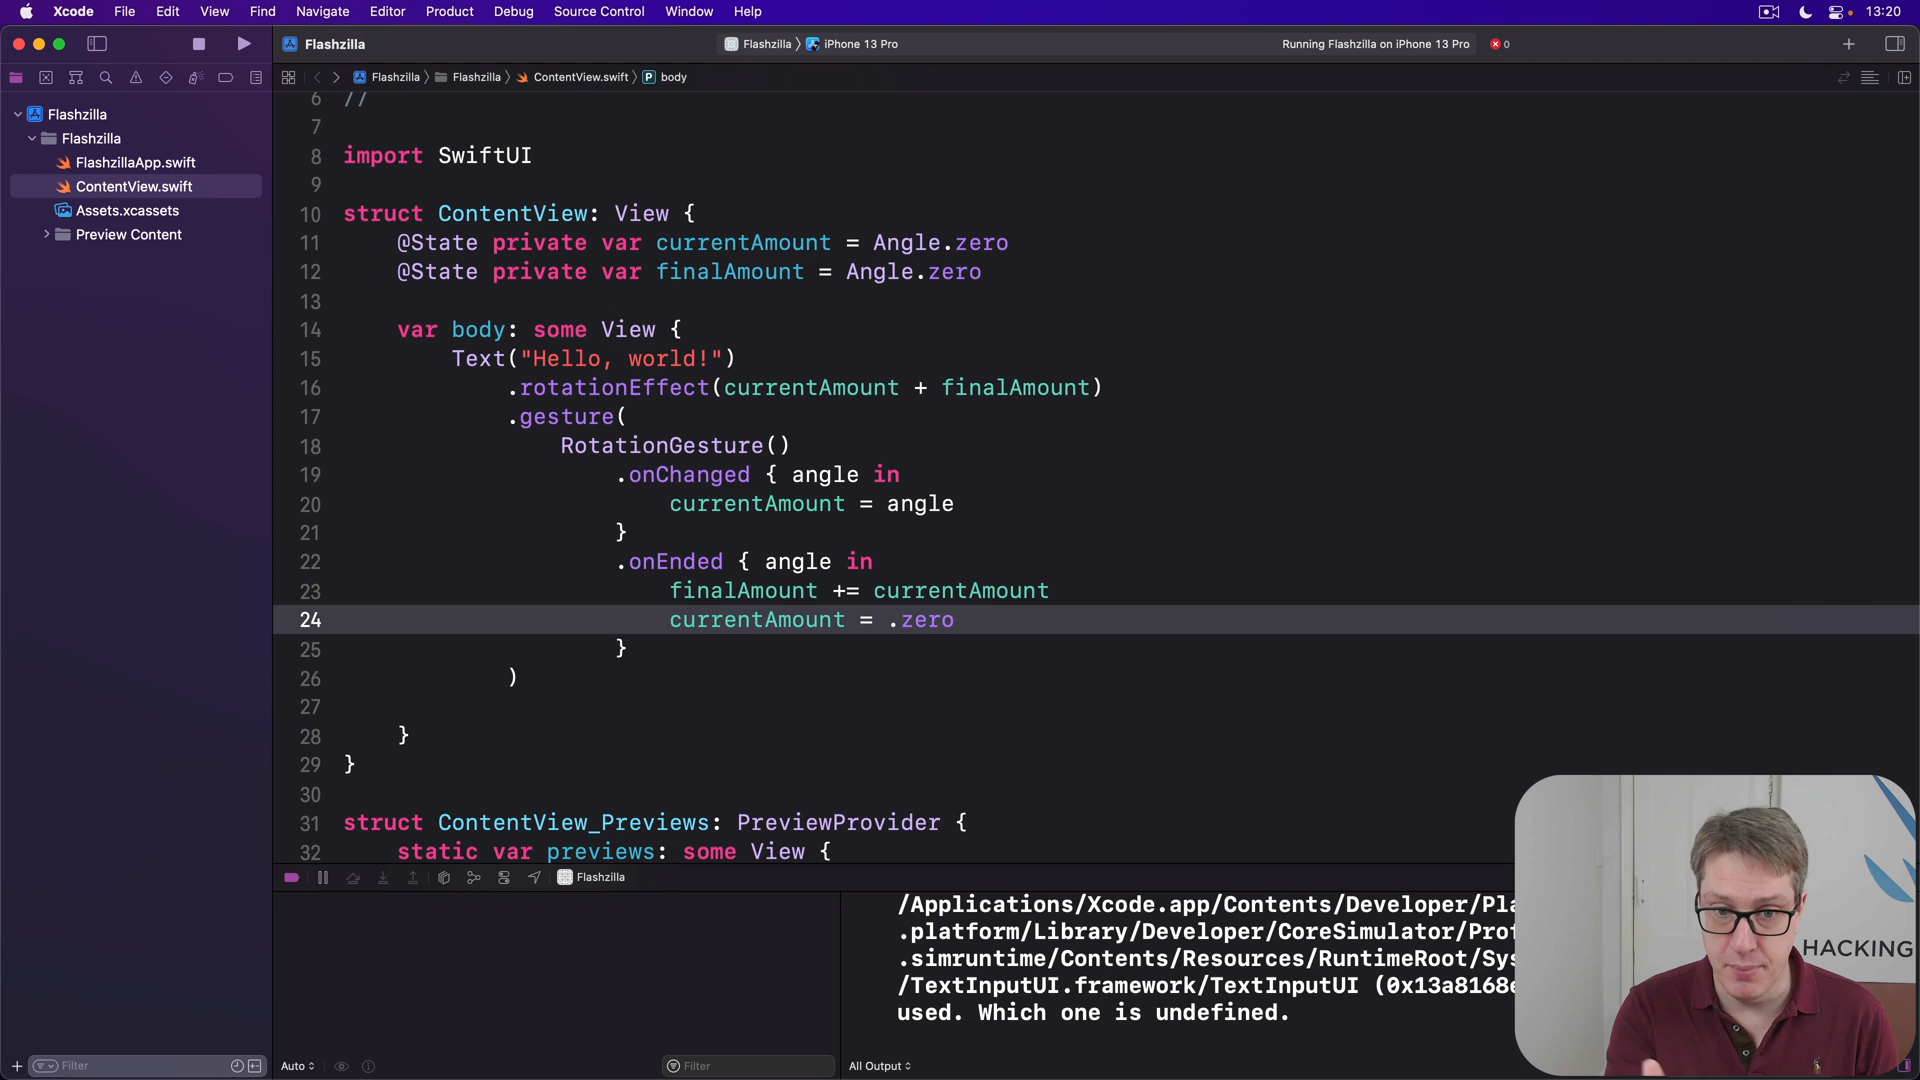 Xcode File Edit View Find Navigate Editor Product Debug Source Control Window Help 13:20
Flashzilla Flashzilla iPhone 13 Pro Running Flashzilla on iPhone 13 Pro 0
Flashzilla Flashzilla ContentView.swift P body
Flashzilla
Flashzilla
FlashzillaApp.swift
ContentView.swift
Assets.xcassets
Preview Content
6 //
7
8 import SwiftUI
9
10 struct ContentView: View {
11 @State private var currentAmount = Angle.zero
12 @State private var finalAmount = Angle.zero
13
14 var body: some View {
15 Text("Hello, world!")
16 .rotationEffect(currentAmount + finalAmount)
17 .gesture(
18 RotationGesture()
19 .onChanged { angle in
20 currentAmount = angle
21 }
22 .onEnded { angle in
23 finalAmount += currentAmount
24 currentAmount = .zero
25 }
26 )
27
28 }
29 }
30
31 struct ContentView_Previews: PreviewProvider {
32 static var previews: some View {
Flashzilla
/Applications/Xcode.app/Contents/Developer/Pla
.platform/Library/Developer/CoreSimulator/Prof
.simruntime/Contents/Resources/RuntimeRoot/Sys
/TextInputUI.framework/TextInputUI (0x13a8168
used. Which one is undefined.
HACKING
Filter Auto Filter All Output